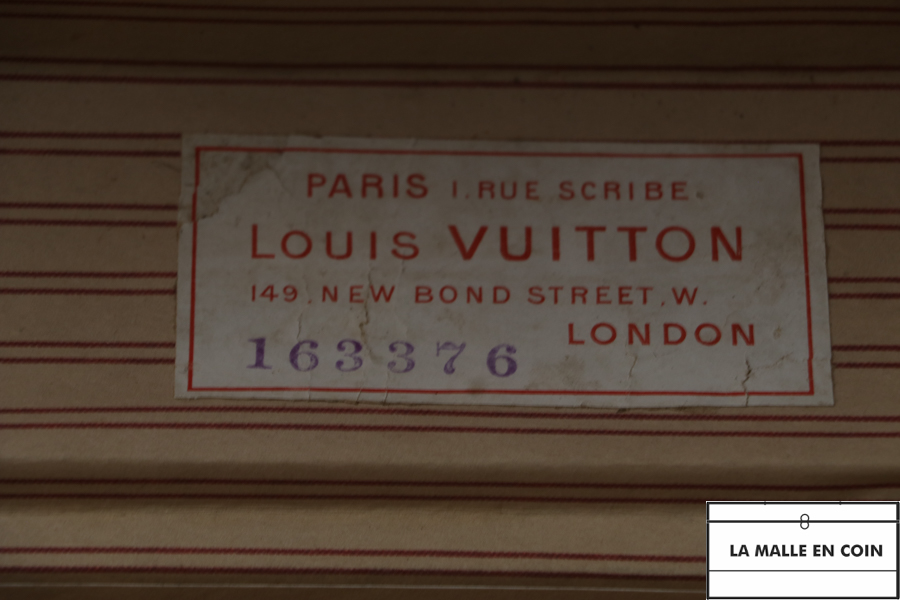 PARIS 1.RUE SCRIBE.
LOUIS VUITTON
149.NEW BOND STREET.W.
LONDON
163376
LA MALLE EN COIN